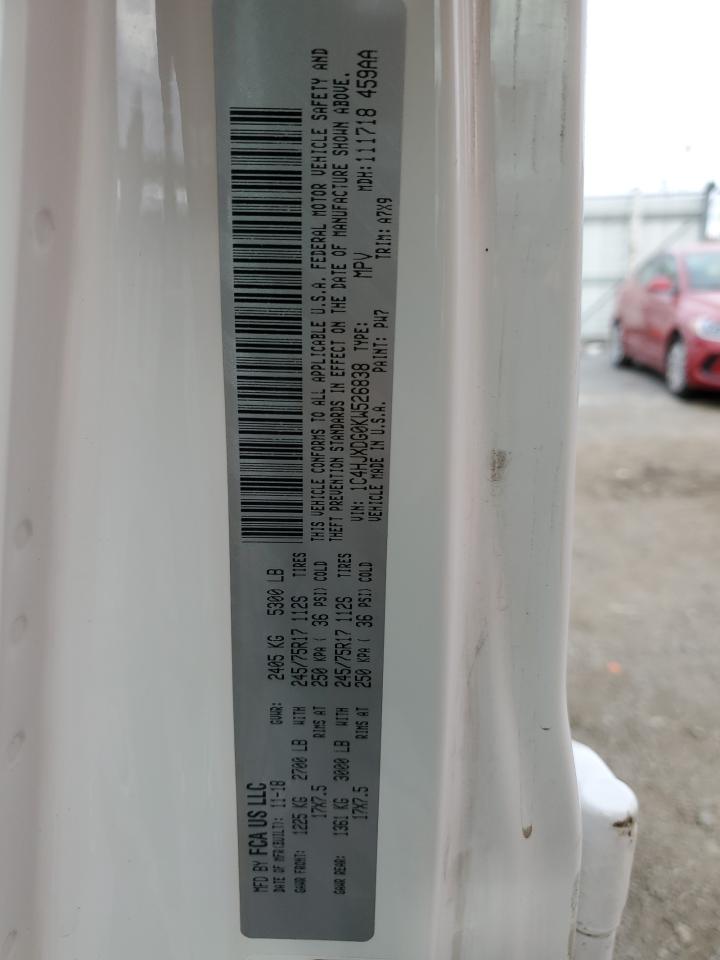 MFD BY FCA US LLC
DATE OF MFR(BUILT): 11-18 GVWR: 2405 KG 5300 LB
GAWR FRONT: 1225 KG 2700 LB WITH 245/75R17 112S TIRES
17X7.5 RIMS AT 250 KPA ( 36 PSI) COLD
GAWR REAR: 1361 KG 3000 LB WITH 245/75R17 112S TIRES
17X7.5 RIMS AT 250 KPA ( 36 PSI) COLD
THIS VEHICLE CONFORMS TO ALL APPLICABLE U.S.A. FEDERAL MOTOR VEHICLE SAFETY AND
THEFT PREVENTION STANDARDS IN EFFECT ON THE DATE OF MANUFACTURE SHOWN ABOVE.
VIN: 1C4HJXDG0KW526838 TYPE: MPV MDH: 111718 459AA
VEHICLE MADE IN U.S.A. PAINT: PW7 TRIM: A7X9